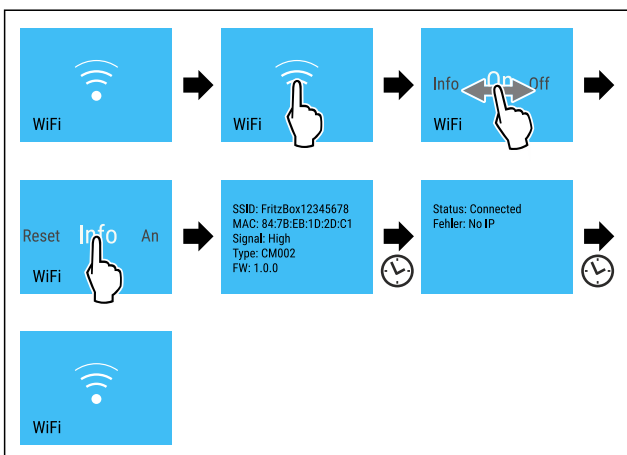 WiFi
WiFi
Info On Off
WiFi
Reset Info An
WiFi
SSID: FritzBox12345678
MAC: 84:7B:EB:1D:2D:C1
Signal: High
Type: CM002
FW: 1.0.0
Status: Connected
Fehler: No IP
WiFi